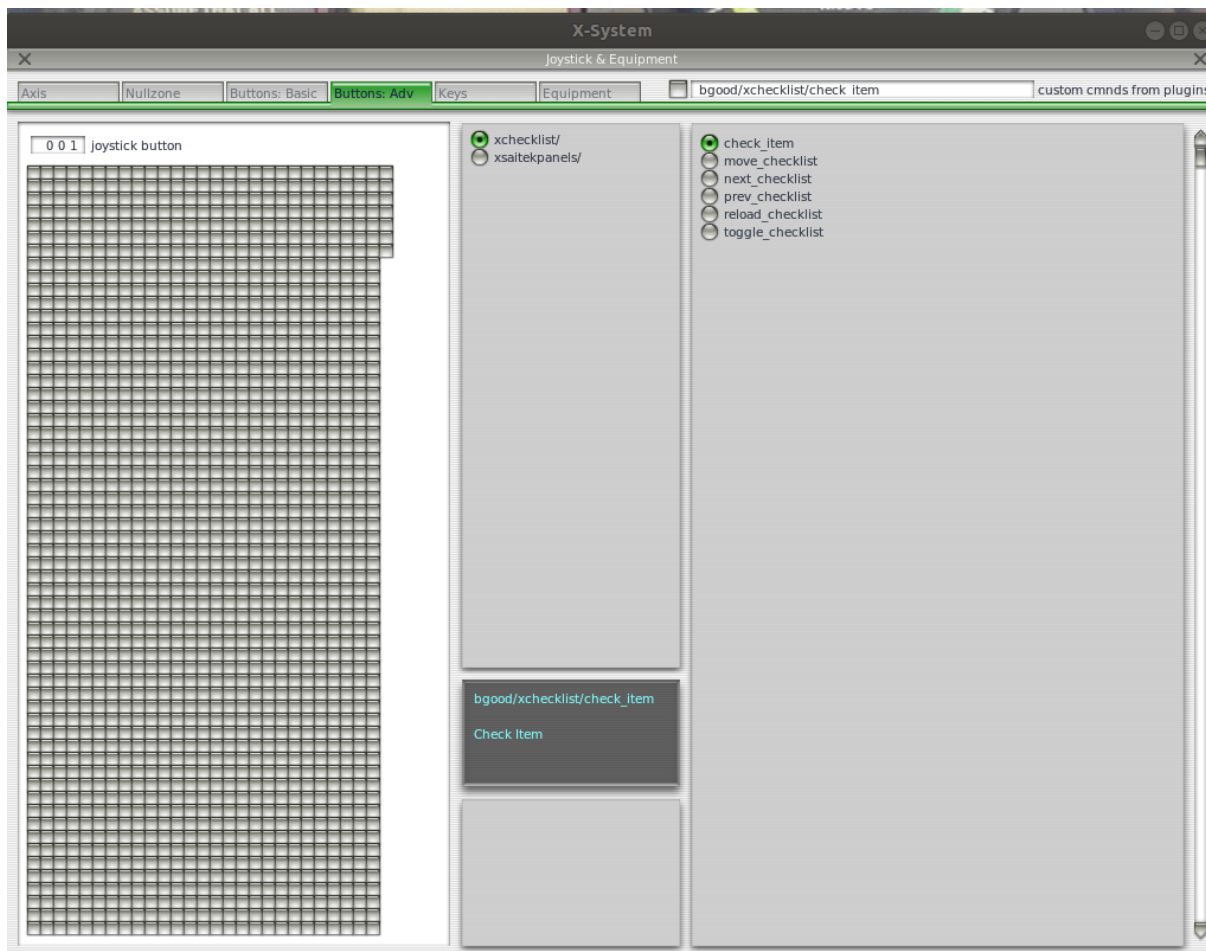 X-System
Joystick & Equipment
Axis
Nullzone
Buttons: Basic
Buttons: Adv
Keys
Equipment
bgood/xchecklist/check_item
custom cmnds from plugins
0 0 1 joystick button
xchecklist/
xsaitekpanels/
check_item
move_checklist
next_checklist
prev_checklist
reload_checklist
toggle_checklist
bgood/xchecklist/check_item
Check Item